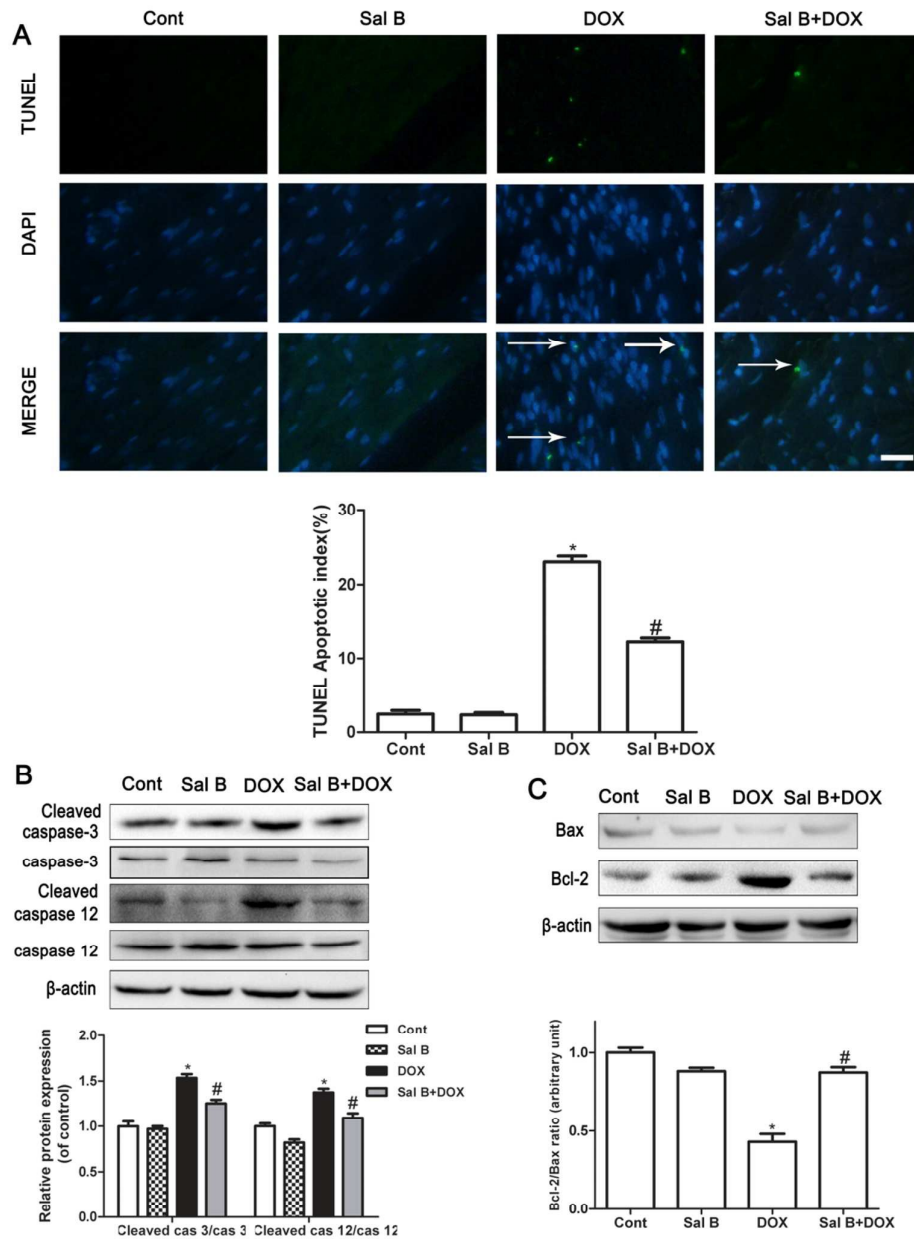 Cont Sal B DOX Sal B+DOX
A
TUNEL
DAPI
MERGE
TUNEL Apoptotic index(%)
30
20
10
0
*
#
Cont Sal B DOX Sal B+DOX
B
Cont Sal B DOX Sal B+DOX
Cleaved
caspase-3
caspase-3
Cleaved
caspase 12
caspase 12
β-actin
Relative protein expression
(of control)
2.0
1.5
1.0
0.5
0.0
* # * #
Cont
Sal B
DOX
Sal B+DOX
Cleaved cas 3/cas 3 Cleaved cas 12/cas 12
C
Cont Sal B DOX Sal B+DOX
Bax
Bcl-2
β-actin
Bcl-2/Bax ratio (arbitrary unit)
1.0
0.5
0.0
*
#
Cont Sal B DOX Sal B+DOX